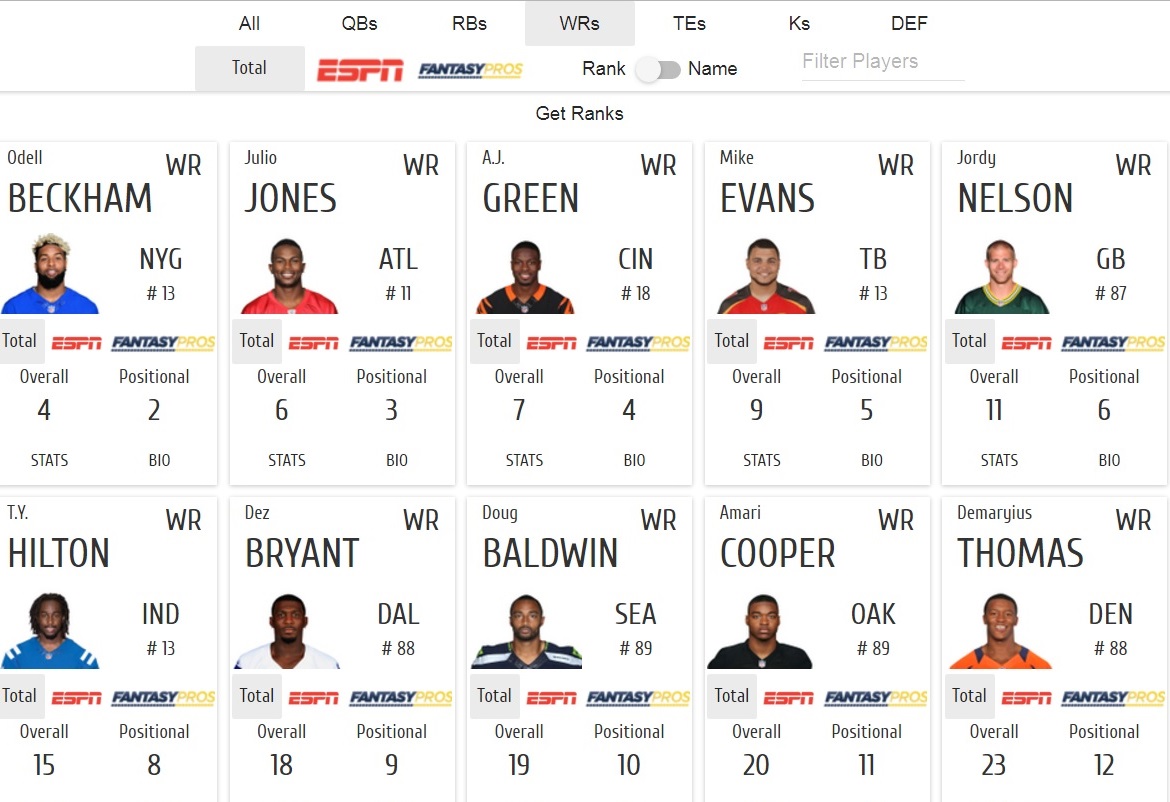 All QBs RBs WRs TEs Ks DEF
Total ESPN FANTASYPROS Rank Name Filter Players
Get Ranks
Odell WR Julio WR A.J. WR Mike WR Jordy WR
BECKHAM JONES GREEN EVANS NELSON
NYG ATL CIN TB GB
# 13 # 11 # 18 # 13 # 87
Total ESPN FANTASYPROS Total ESPN FANTASYPROS Total ESPN FANTASYPROS Total ESPN FANTASYPROS Total ESPN FANTASYPROS
Overall Positional Overall Positional Overall Positional Overall Positional Overall Positional
4 2 6 3 7 4 9 5 11 6
STATS BIO STATS BIO STATS BIO STATS BIO STATS BIO
T.Y. WR Dez WR Doug WR Amari WR Demaryius WR
HILTON BRYANT BALDWIN COOPER THOMAS
IND DAL SEA OAK DEN
# 13 # 88 # 89 # 89 # 88
Total ESPN FANTASYPROS Total ESPN FANTASYPROS Total ESPN FANTASYPROS Total ESPN FANTASYPROS Total ESPN FANTASYPROS
Overall Positional Overall Positional Overall Positional Overall Positional Overall Positional
15 8 18 9 19 10 20 11 23 12